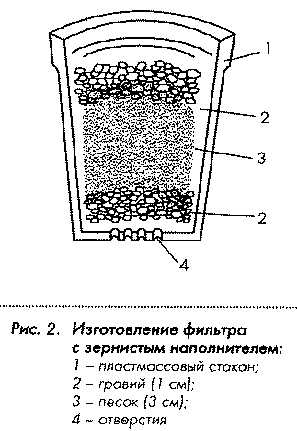 1
2
3
2
4
Рис. 2. Изготовление фильтра
с зернистым наполнителем:
1 – пластмассовый стакан;
2 – гравий (1 см);
3 – песок (3 см);
4 – отверстия